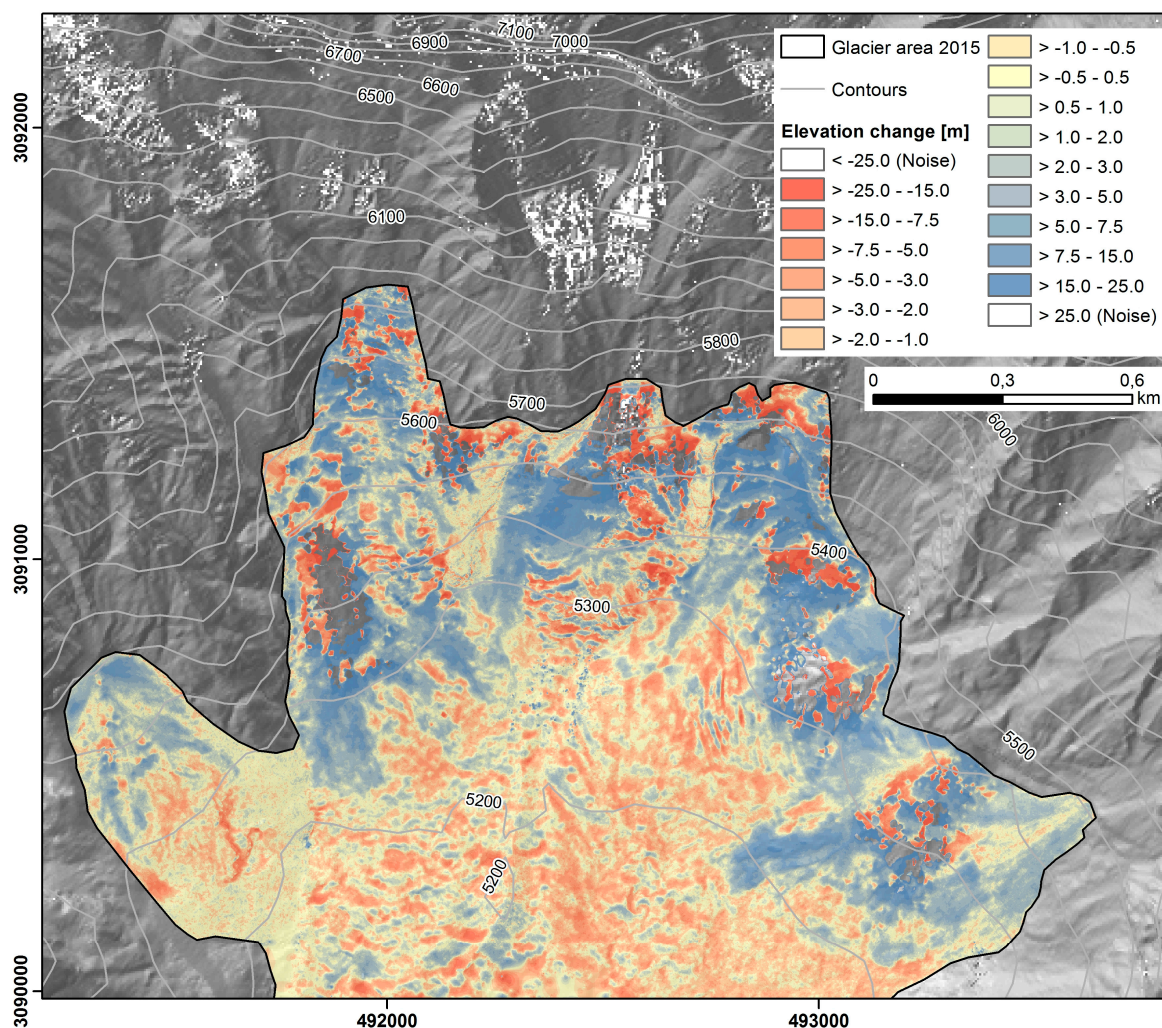 7100
6900
7000
6700
6600
6500
6100
5800
5700
5600
6000
5400
5300
5500
5200
5200
Glacier area 2015
Contours
Elevation change [m]
< -25.0 (Noise)
> -25.0 - -15.0
> -15.0 - -7.5
> -7.5 - -5.0
> -5.0 - -3.0
> -3.0 - -2.0
> -2.0 - -1.0
> -1.0 - -0.5
> -0.5 - 0.5
> 0.5 - 1.0
> 1.0 - 2.0
> 2.0 - 3.0
> 3.0 - 5.0
> 5.0 - 7.5
> 7.5 - 15.0
> 15.0 - 25.0
> 25.0 (Noise)
0 0,3 0,6
km
3092000
3091000
3090000
492000 493000